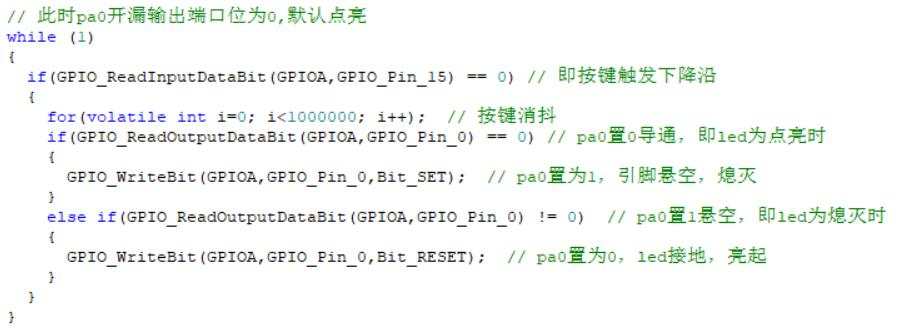 // 此时pa0开漏输出端口位为0,默认点亮
while (1)
{
if(GPIO_ReadInputDataBit(GPIOA,GPIO_Pin_15) == 0) // 即按键触发下降沿
{
for(volatile int i=0; i<1000000; i++); // 按键消抖
if(GPIO_ReadOutputDataBit(GPIOA,GPIO_Pin_0) == 0) // pa0置0导通，即led为点亮时
{
GPIO_WriteBit(GPIOA,GPIO_Pin_0,Bit_SET); // pa0置为1，引脚悬空，熄灭
}
else if(GPIO_ReadOutputDataBit(GPIOA,GPIO_Pin_0) != 0) // pa0置1悬空，即led为熄灭时
{
GPIO_WriteBit(GPIOA,GPIO_Pin_0,Bit_RESET); // pa0置为0，led接地，亮起
}
}
}